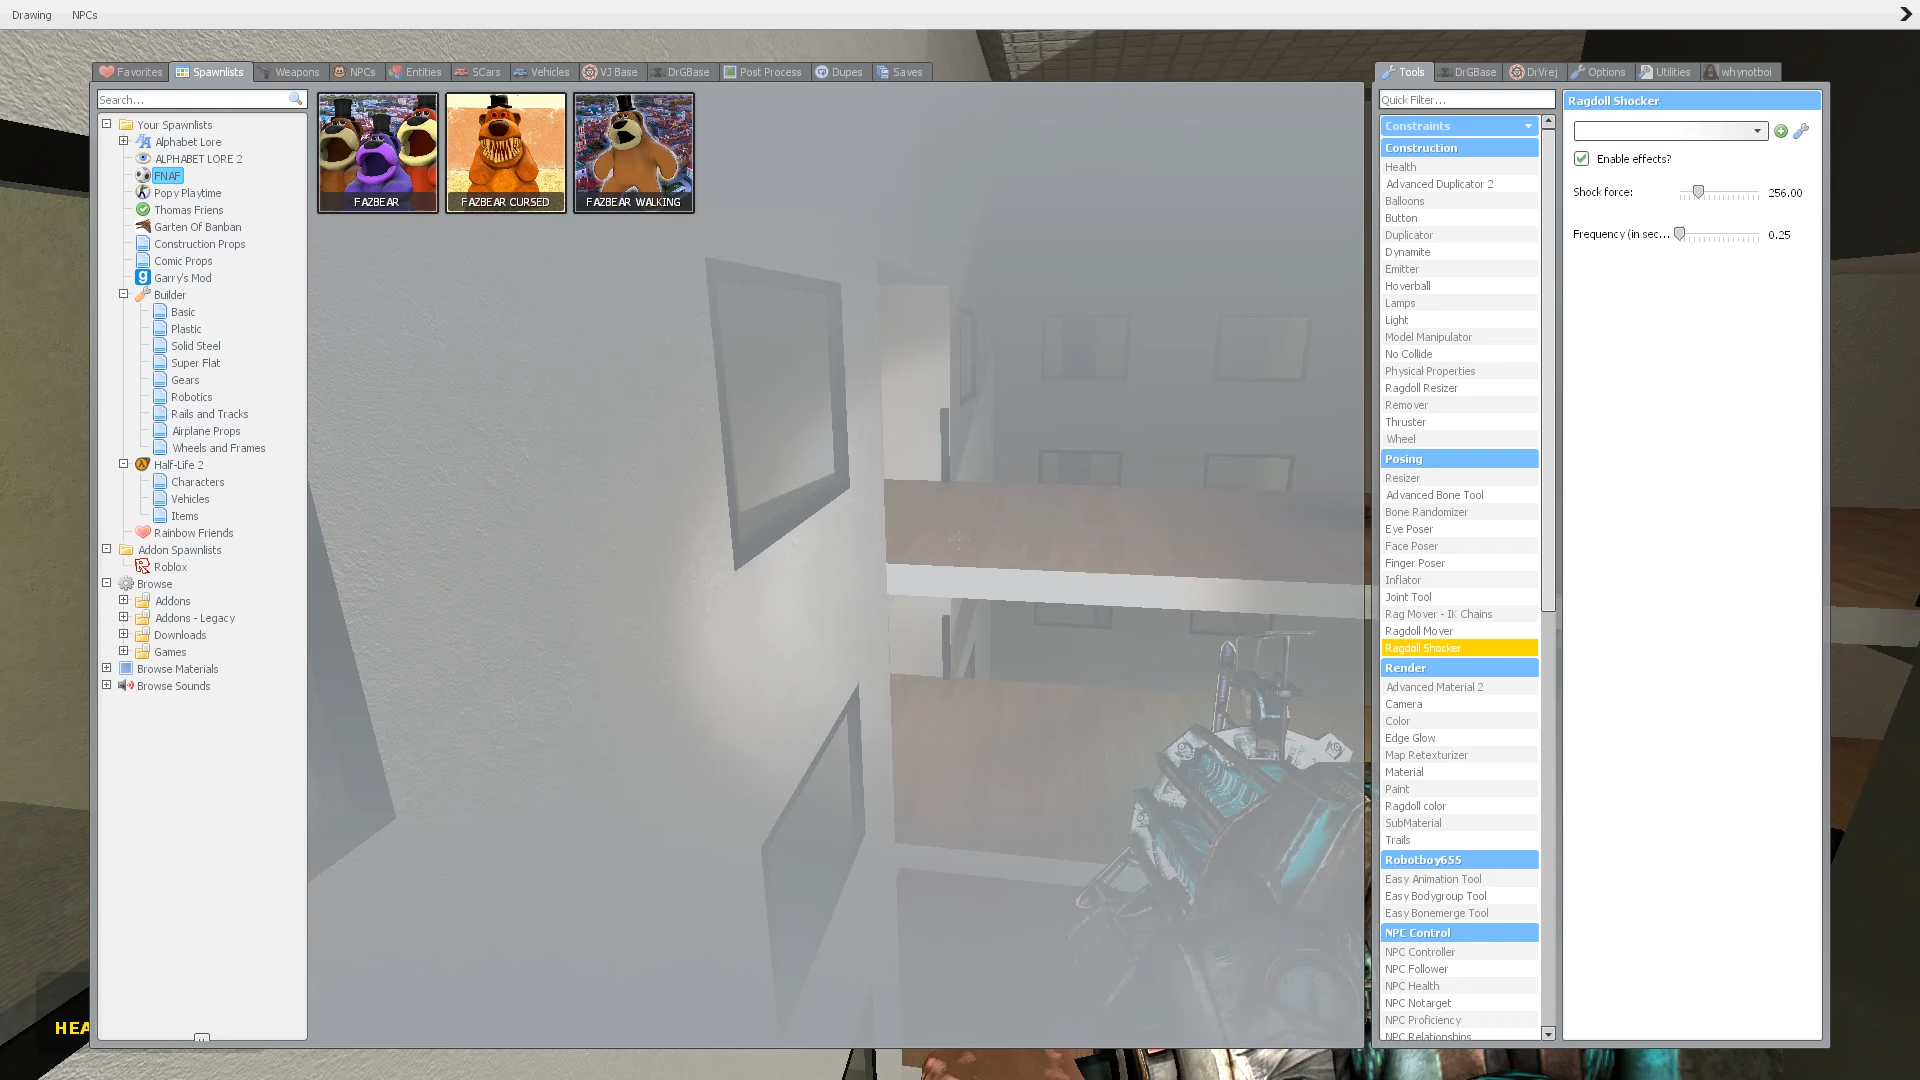 Drawing NPCs
Favorites Spawnlists Weapons NPCs Entities SCars Vehicles VJ Base DrGBase Post Process Dupes Saves
Tools DrGBase DrVrej Options Utilities whynotboi
Search...
Your Spawnlists
Alphabet Lore
ALPHABET LORE 2
FNAF
Popy Playtime
Thomas Friens
Garten Of Banban
Construction Props
Comic Props
Garry's Mod
Builder
Basic
Plastic
Solid Steel
Super Flat
Gears
Robotics
Rails and Tracks
Airplane Props
Wheels and Frames
Half-Life 2
Characters
Vehicles
Items
Rainbow Friends
Addon Spawnlists
Roblox
Browse
Addons
Addons - Legacy
Downloads
Games
Browse Materials
Browse Sounds
FAZBEAR
FAZBEAR CURSED
FAZBEAR WALKING
HEA
Quick Filter...
Constraints
Construction
Health
Advanced Duplicator 2
Balloons
Button
Duplicator
Dynamite
Emitter
Hoverball
Lamps
Light
Model Manipulator
No Collide
Physical Properties
Ragdoll Resizer
Remover
Thruster
Wheel
Posing
Resizer
Advanced Bone Tool
Bone Randomizer
Eye Poser
Face Poser
Finger Poser
Inflator
Joint Tool
Rag Mover - IK Chains
Ragdoll Mover
Ragdoll Shocker
Render
Advanced Material 2
Camera
Color
Edge Glow
Map Retexturizer
Material
Paint
Ragdoll color
SubMaterial
Trails
Robotboy655
Easy Animation Tool
Easy Bodygroup Tool
Easy Bonemerge Tool
NPC Control
NPC Controller
NPC Follower
NPC Health
NPC Notarget
NPC Proficiency
NPC Relationships
Ragdoll Shocker
Enable effects?
Shock force: 256.00
Frequency (in sec... 0.25